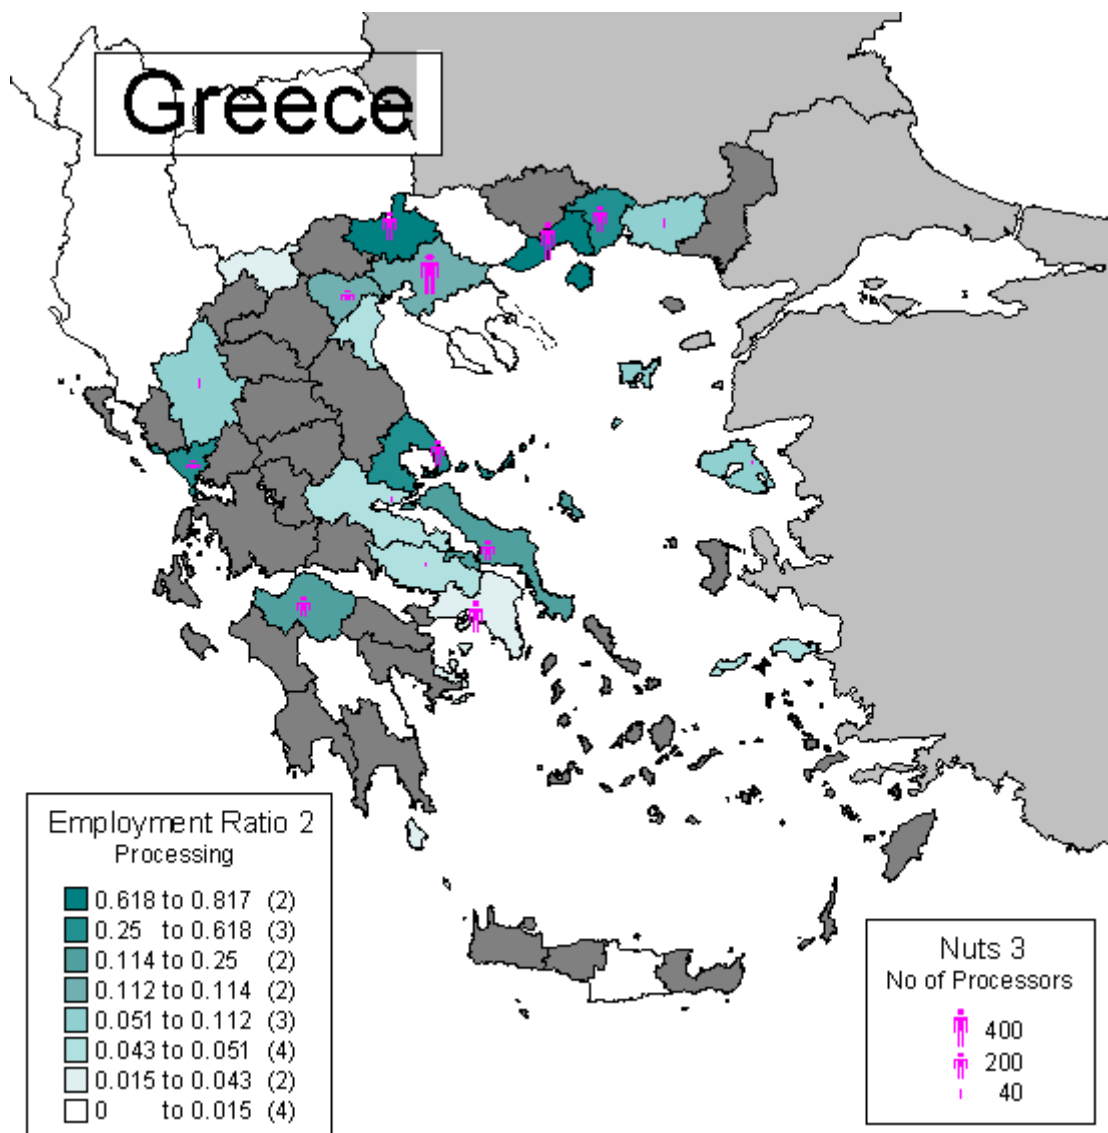 Greece
Employment Ratio 2
Processing
0.618 to 0.817 (2)
0.25 to 0.618 (3)
0.114 to 0.25 (2)
0.112 to 0.114 (2)
0.051 to 0.112 (3)
0.043 to 0.051 (4)
0.015 to 0.043 (2)
0 to 0.015 (4)
Nuts 3
No of Processors
400
200
40